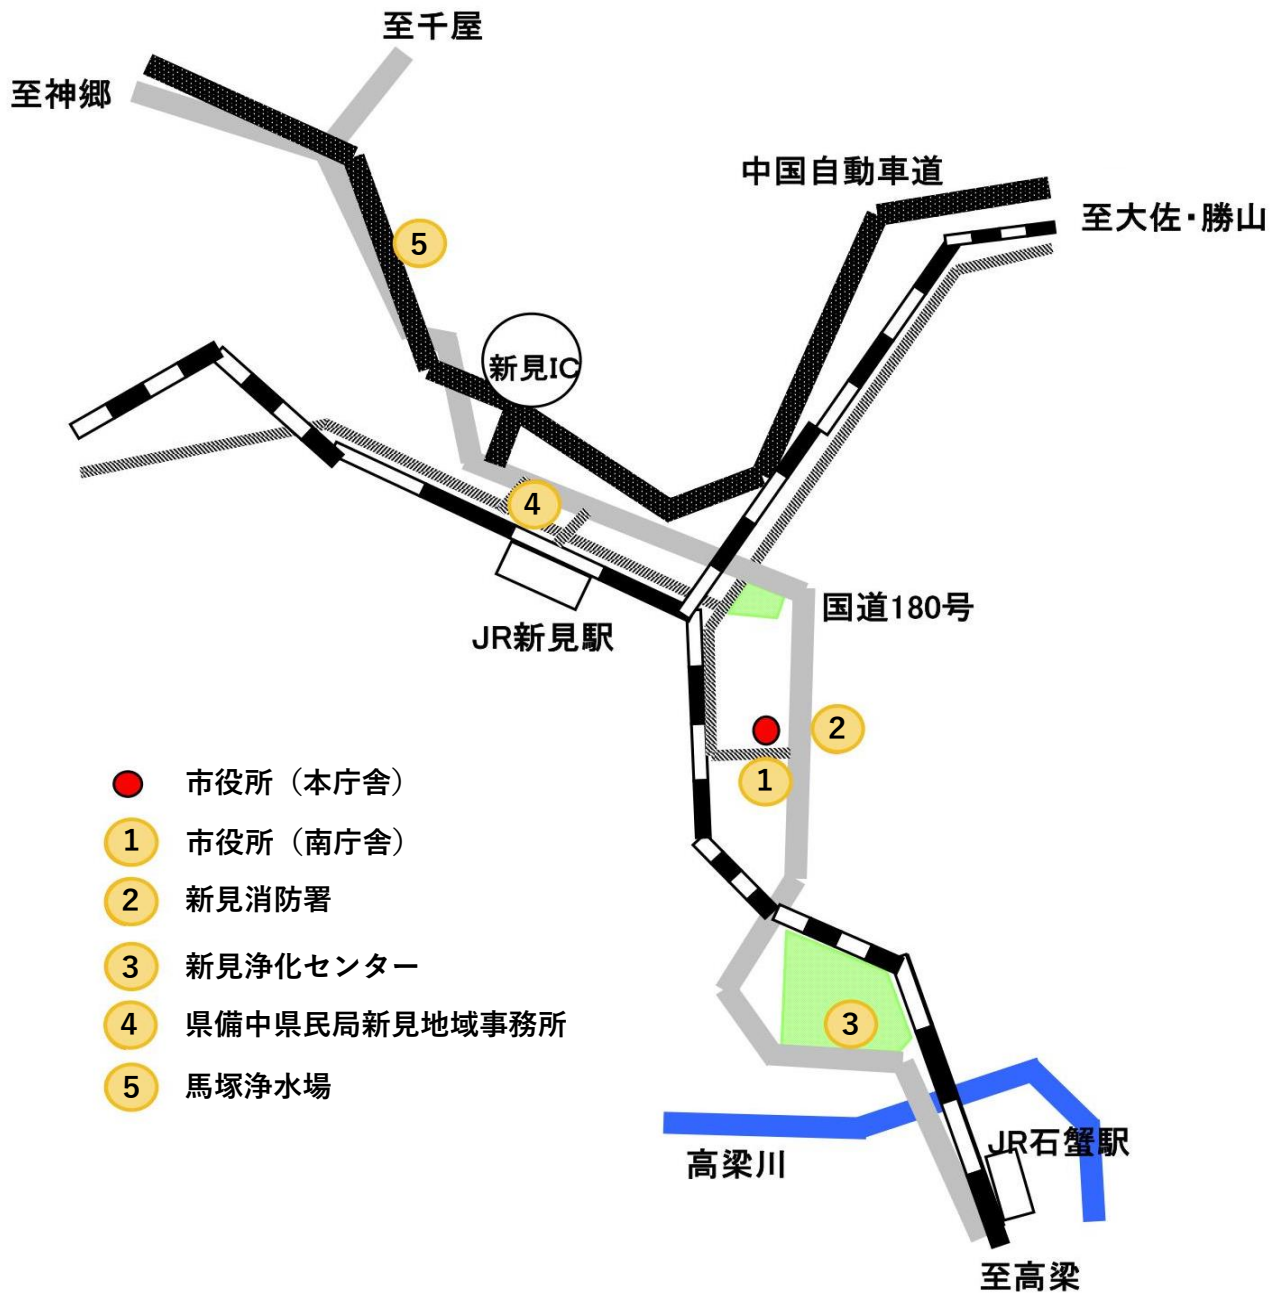 至千屋
至神郷
中国自動車道
至大佐・勝山
5
新見IC
4
国道180号
JR新見駅
2
1
市役所（本庁舎）
1 市役所（南庁舎）
2 新見消防署
3 新見浄化センター
4 県備中県民局新見地域事務所
5 馬塚浄水場
3
高梁川
JR石蟹駅
至高梁